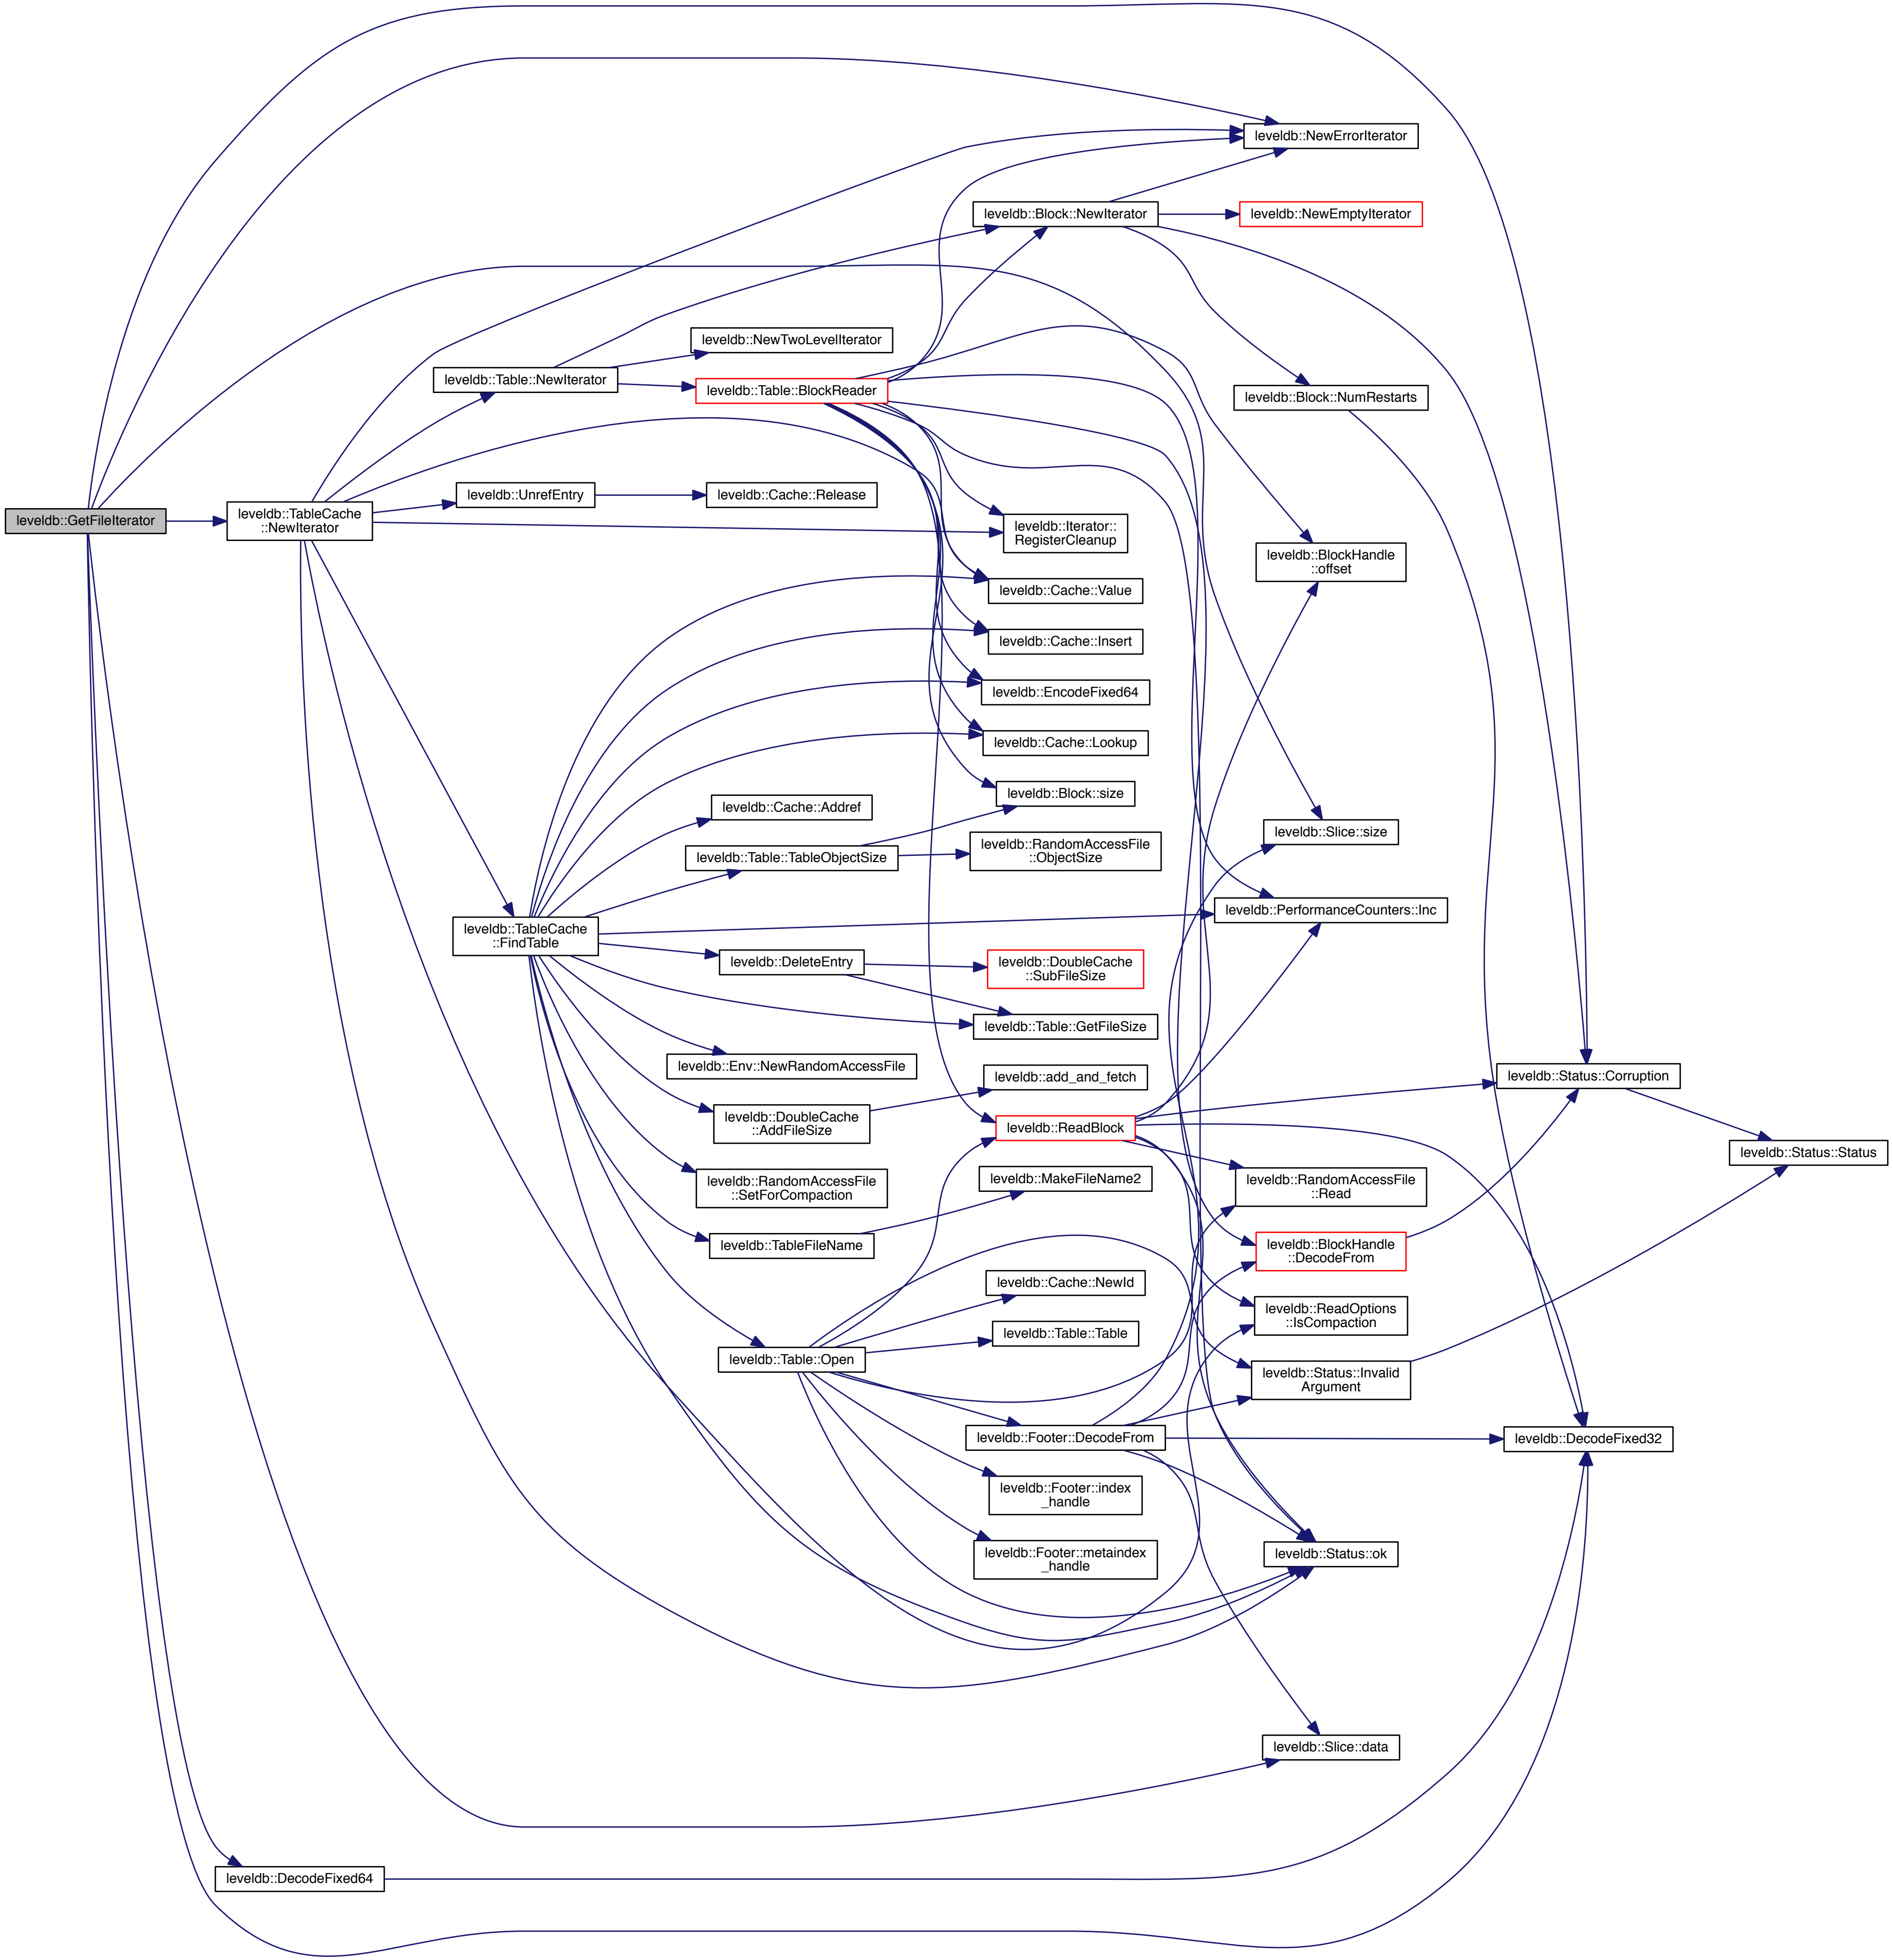 leveldb::GetFileIterator
leveldb::TableCache
::NewIterator
leveldb::DecodeFixed64
leveldb::Table::NewIterator
leveldb::UnrefEntry
leveldb::TableCache
::FindTable
leveldb::NewTwoLevelIterator
leveldb::Table::BlockReader
leveldb::Cache::Release
leveldb::Cache::Addref
leveldb::Table::TableObjectSize
leveldb::DeleteEntry
leveldb::Env::NewRandomAccessFile
leveldb::DoubleCache
::AddFileSize
leveldb::RandomAccessFile
::SetForCompaction
leveldb::TableFileName
leveldb::Table::Open
leveldb::Block::NewIterator
leveldb::Iterator::
RegisterCleanup
leveldb::Cache::Value
leveldb::Cache::Insert
leveldb::EncodeFixed64
leveldb::Cache::Lookup
leveldb::Block::size
leveldb::RandomAccessFile
::ObjectSize
leveldb::DoubleCache
::SubFileSize
leveldb::Table::GetFileSize
leveldb::add_and_fetch
leveldb::ReadBlock
leveldb::MakeFileName2
leveldb::Cache::NewId
leveldb::Table::Table
leveldb::Footer::DecodeFrom
leveldb::Footer::index
_handle
leveldb::Footer::metaindex
_handle
leveldb::NewErrorIterator
leveldb::NewEmptyIterator
leveldb::Block::NumRestarts
leveldb::BlockHandle
::offset
leveldb::Slice::size
leveldb::PerformanceCounters::Inc
leveldb::RandomAccessFile
::Read
leveldb::BlockHandle
::DecodeFrom
leveldb::ReadOptions
::IsCompaction
leveldb::Status::Invalid
Argument
leveldb::Status::ok
leveldb::Slice::data
leveldb::Status::Corruption
leveldb::DecodeFixed32
leveldb::Status::Status